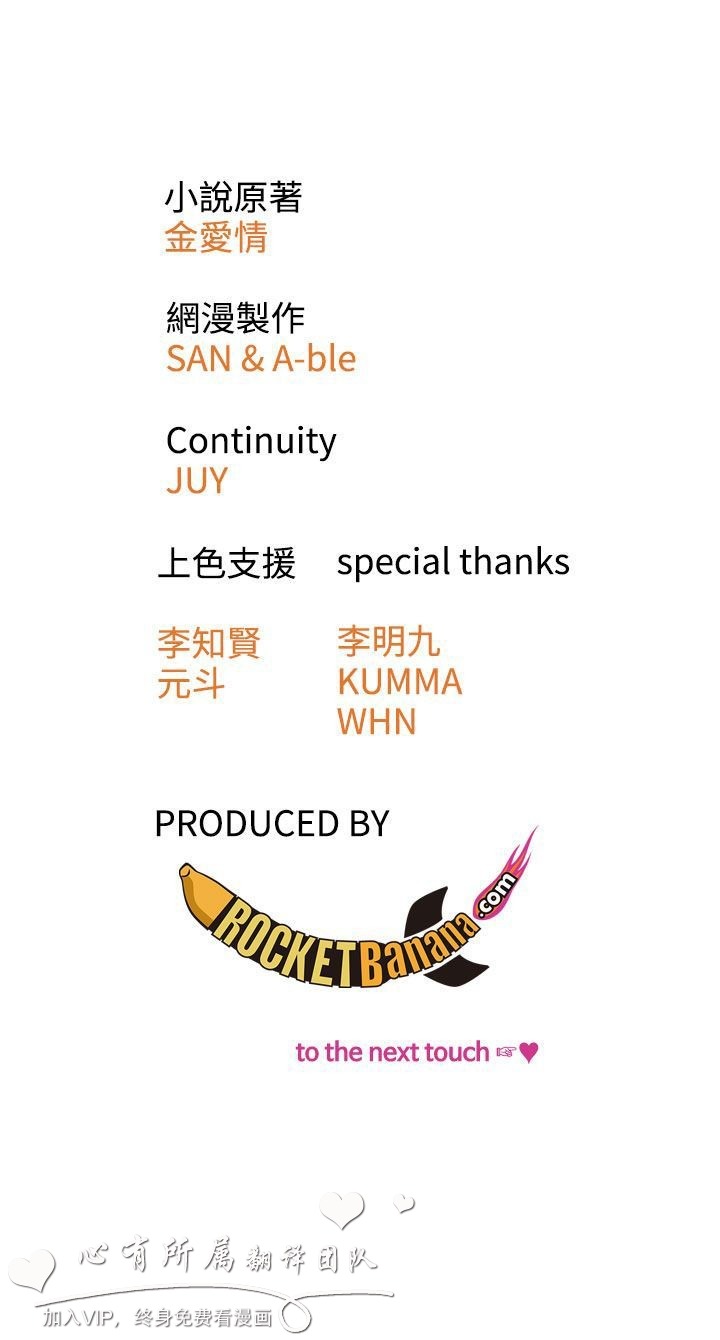 小說原著
金愛情
網漫製作
SAN & A-ble
Continuity
JUY
上色支援
special thanks
李知賢
元斗
李明九
KUMMA
WHN
PRODUCED BY
ROCKETBanana.com
to the next touch ☞♥
心有所属翻译团队
加入VIP，终身免费看漫画